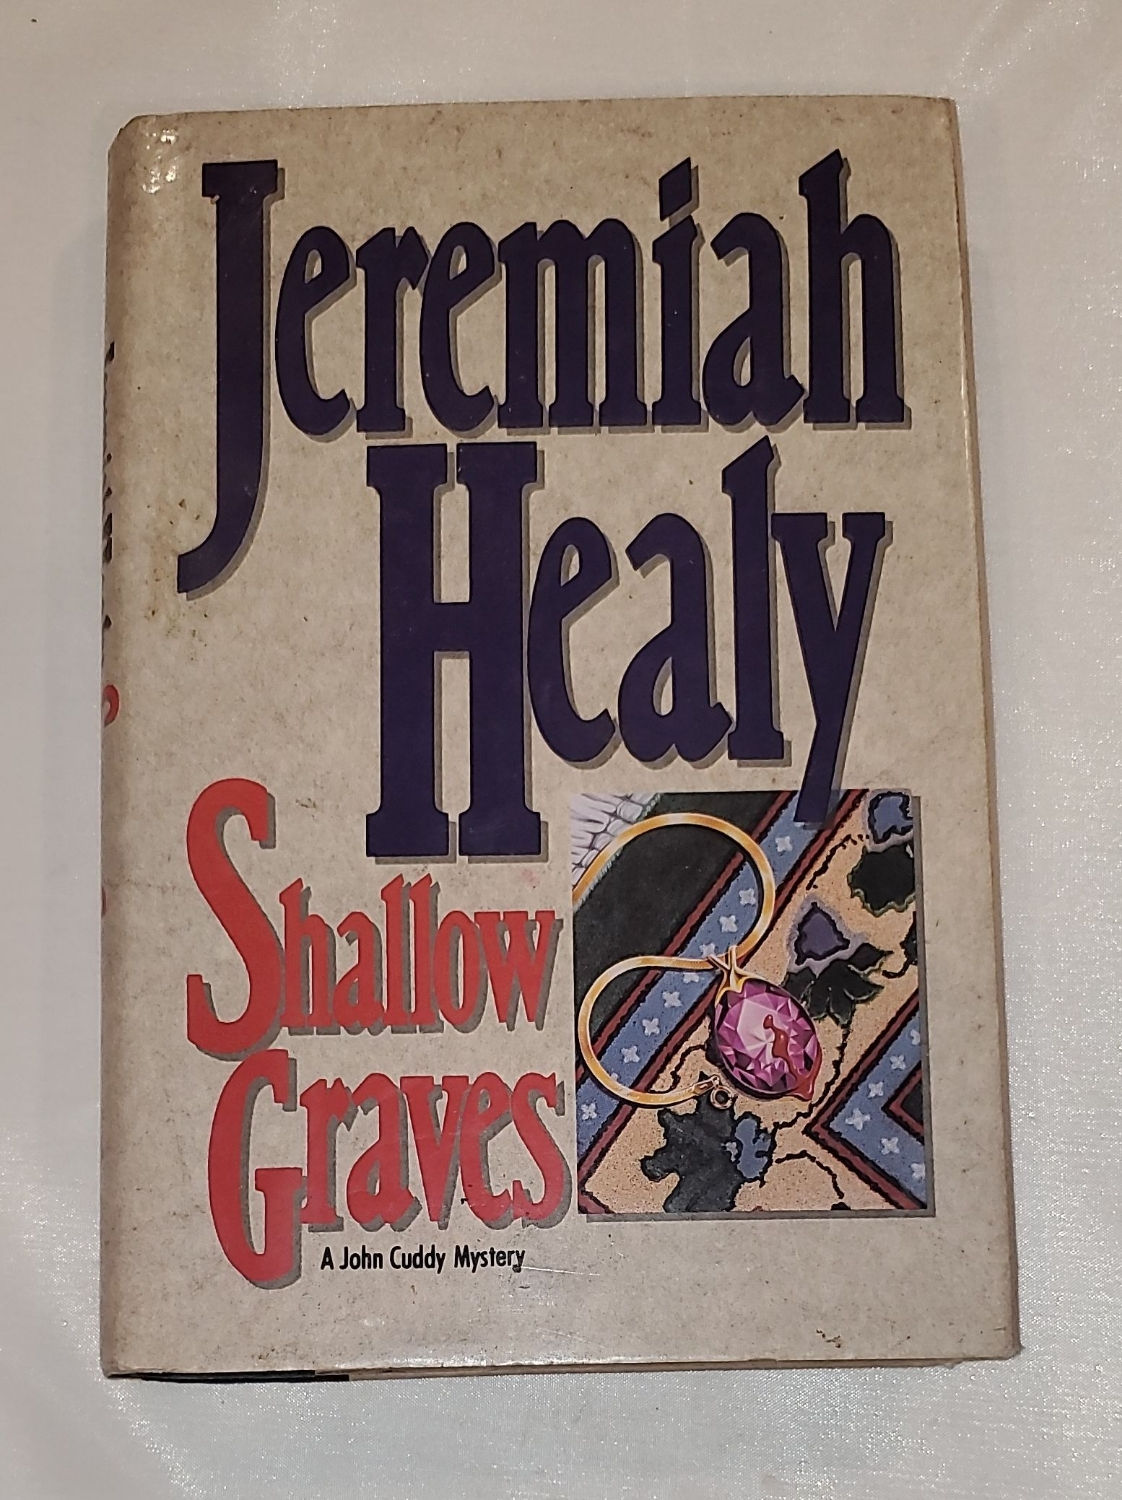 Jeremiah
Healy
Shallow
Graves
A John Cuddy Mystery